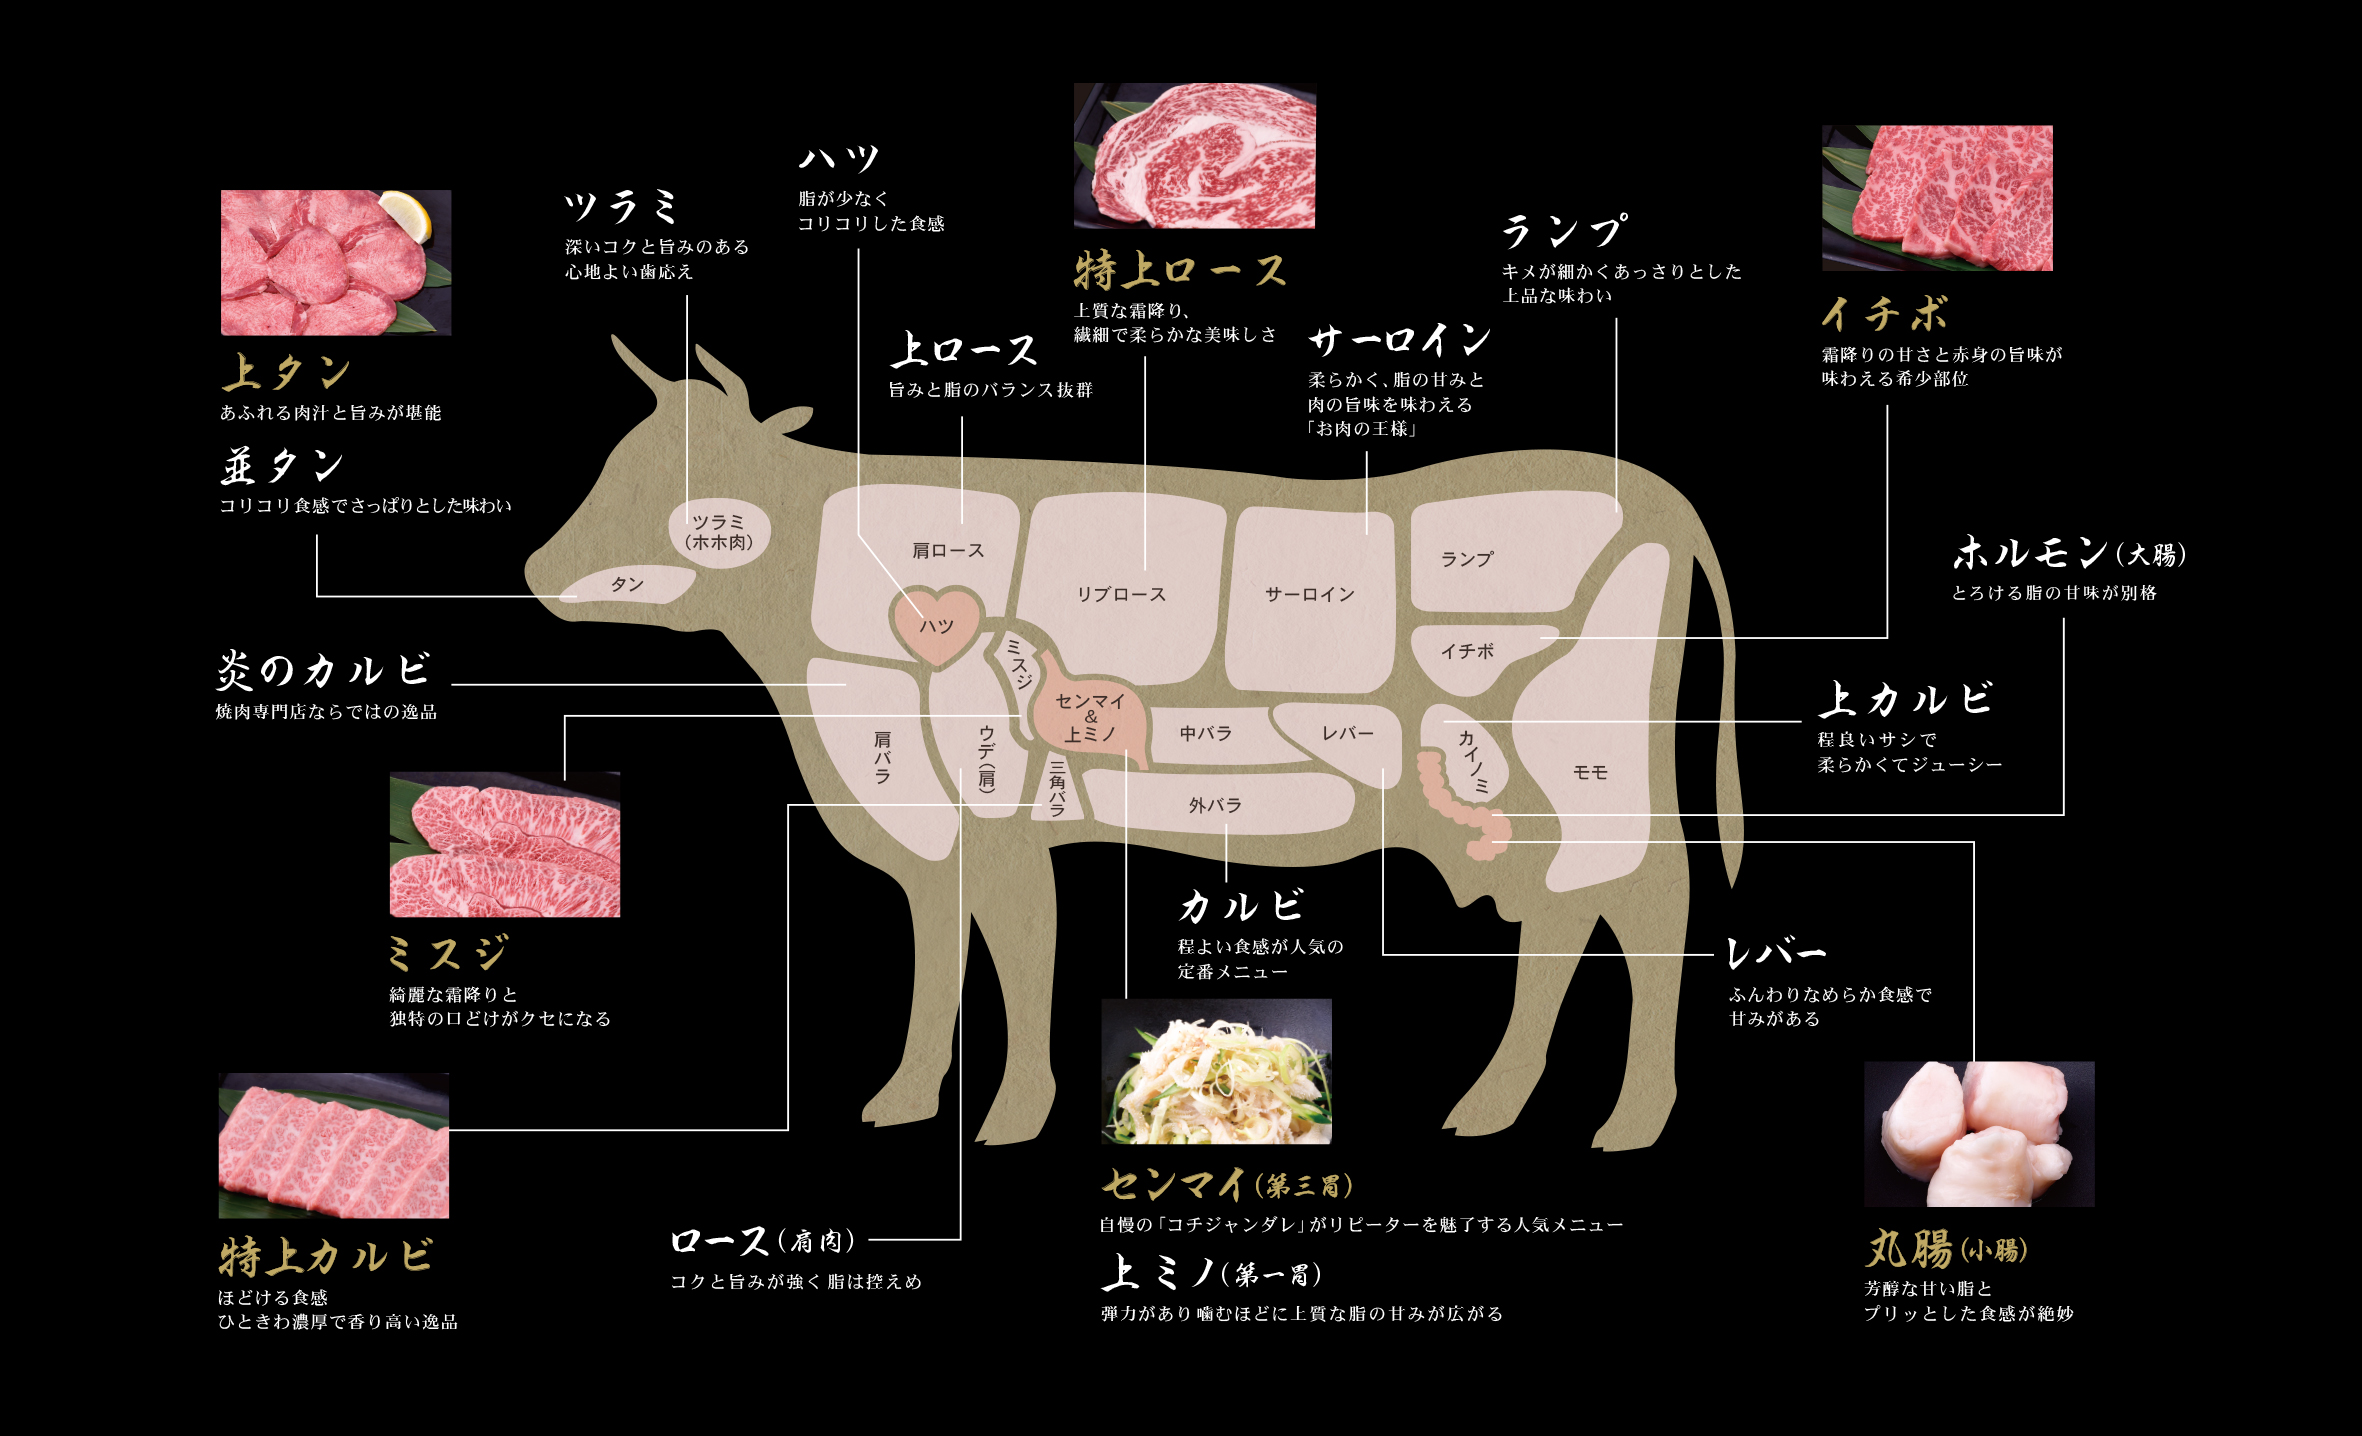 ハツ
脂が少なく
コリコリした食感
ツラミ
深いコクと旨みのある
心地よい歯応え
特上ロース
上質な霜降り、
繊細で柔らかな美味しさ
ランプ
キメが細かくあっさりとした
上品な味わい
イチボ
霜降りの甘さと赤身の旨味が
味わえる希少部位
上ロース
旨みと脂のバランス抜群
サーロイン
柔らかく、脂の甘みと
肉の旨味を味わえる
「お肉の王様」
上タン
あふれる肉汁と旨みが堪能
並タン
コリコリ食感でさっぱりとした味わい
ツラミ
(ホホ肉)
タン
肩ロース
ハツ
リブロース
サーロイン
ランプ
イチボ
ミスジ
センマイ
&
上ミノ
中バラ
レバー
カイノミ
モモ
肩バラ
ウデ(肩)
三角バラ
外バラ
ホルモン(大腸)
とろける脂の甘味が別格
炎のカルビ
焼肉専門店ならではの逸品
上カルビ
程良いサシで
柔らかくてジューシー
ミスジ
綺麗な霜降りと
独特の口どけがクセになる
カルビ
程よい食感が人気の
定番メニュー
レバー
ふんわりなめらか食感で
甘みがある
特上カルビ
ほどける食感
ひときわ濃厚で香り高い逸品
ロース(肩肉)
コクと旨みが強く脂は控えめ
センマイ(第三胃)
自慢の「コチジャンダレ」がリピーターを魅了する人気メニュー
上ミノ(第一胃)
弾力があり噛むほどに上質な脂の甘みが広がる
丸腸(小腸)
芳醇な甘い脂と
プリッとした食感が絶妙